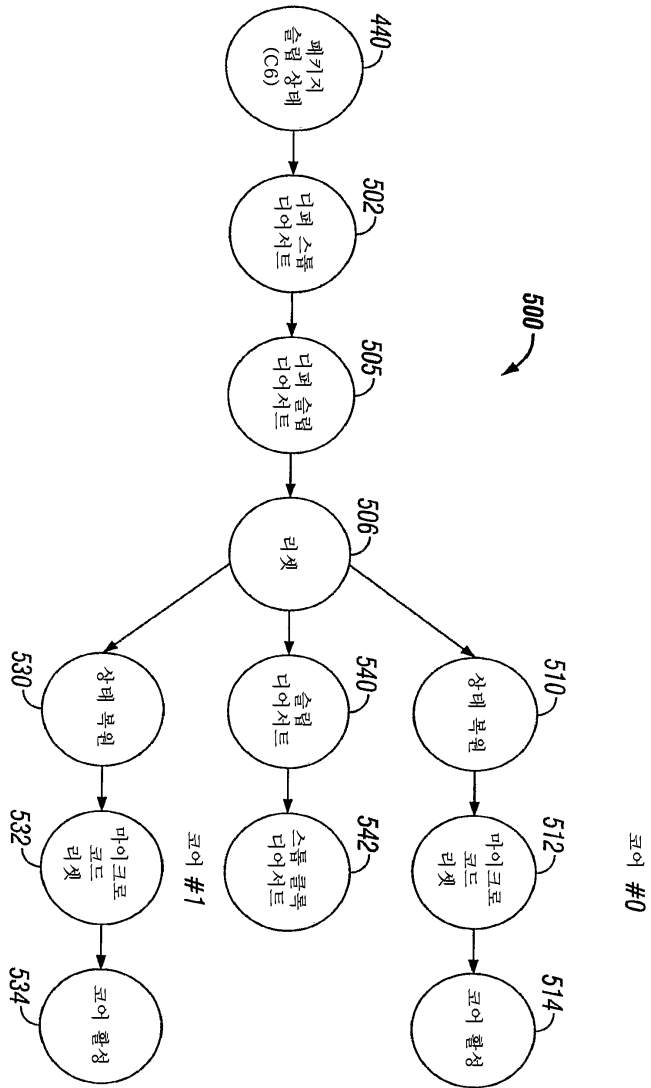 500
440
패키지
슬립 상태
(C6)
502
디퍼 스톱
디어서트
505
디퍼 슬립
디어서트
506
리셋
코어 #0
510
상태 복원
512
마이크로
코드
리셋
514
코어 활성
540
슬립
디어서트
542
스톱 클록
디어서트
코어 #1
530
상태 복원
532
마이크로
코드
리셋
534
코어 활성